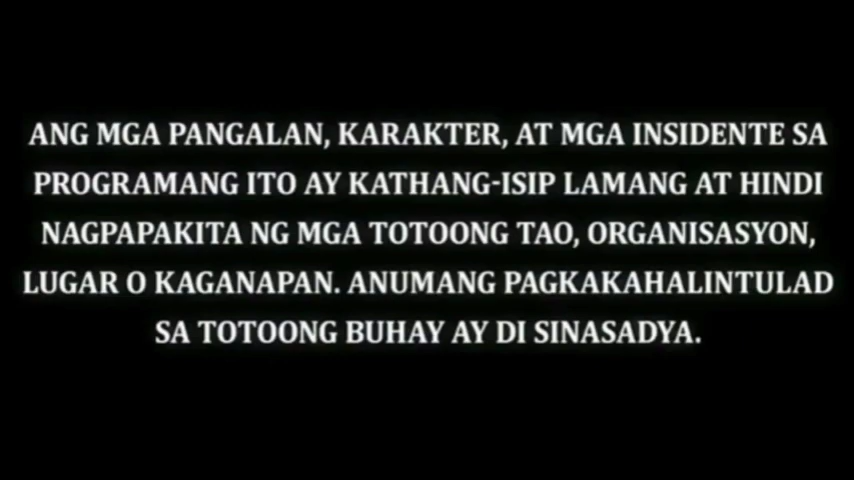 ANG MGA PANGALAN, KARAKTER, AT MGA INSIDENTE SA
PROGRAMANG ITO AY KATHANG-ISIP LAMANG AT HINDI
NAGPAPAKITA NG MGA TOTOONG TAO, ORGANISASYON,
LUGAR O KAGANAPAN. ANUMANG PAGKAKAHALINTULAD
SA TOTOONG BUHAY AY DI SINASADYA.